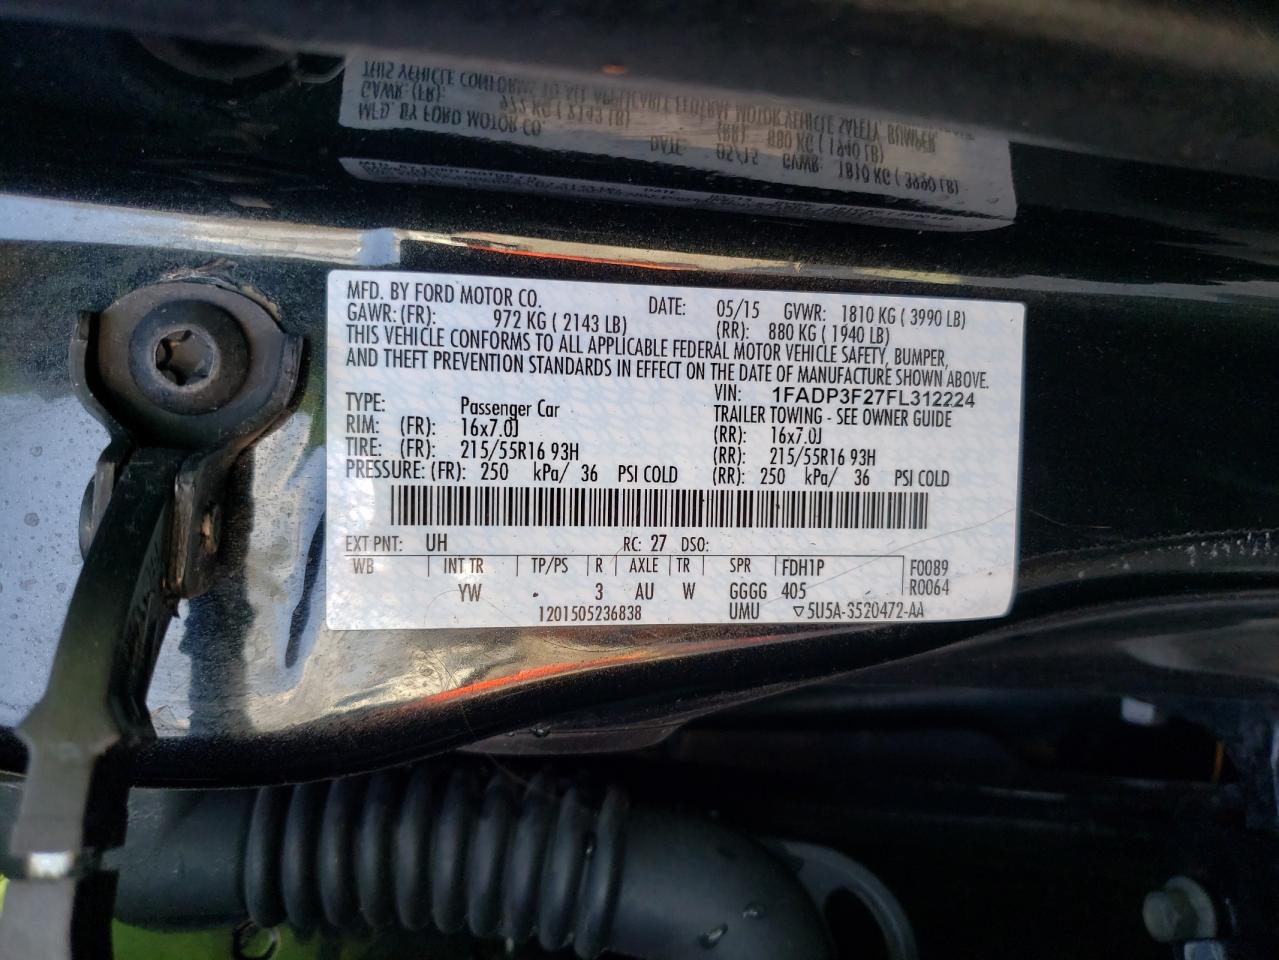 MFD. BY FORD MOTOR CO. DATE: 05/15 GVWR: 1810 KG ( 3990 LB)
GAWR: (FR): 972 KG ( 2143 LB) (RR): 880 KG ( 1940 LB)
THIS VEHICLE CONFORMS TO ALL APPLICABLE FEDERAL MOTOR VEHICLE SAFETY, BUMPER,
AND THEFT PREVENTION STANDARDS IN EFFECT ON THE DATE OF MANUFACTURE SHOWN ABOVE.
VIN: 1FADP3F27FL312224
TYPE: Passenger Car TRAILER TOWING - SEE OWNER GUIDE
RIM: (FR): 16x7.0J (RR): 16x7.0J
TIRE: (FR): 215/55R16 93H (RR): 215/55R16 93H
PRESSURE: (FR): 250 kPa/ 36 PSI COLD (RR): 250 kPa/ 36 PSI COLD
EXT PNT: UH RC: 27 DSO:
WB INT TR TP/PS R AXLE TR SPR FDH1P F0089
YW 3 AU W GGGG 405 R0064
1201505236838 UMU ▽5U5A-3520472-AA